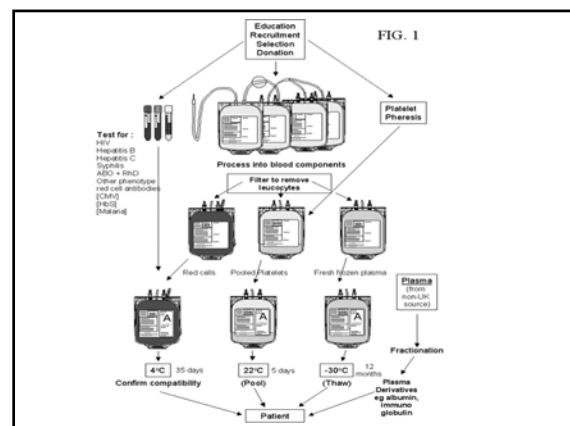 Education
Recruitment
Selection
Donation
FIG. 1
Platelet
Pheresis
Test for :
HIV
Hepatitis B
Hepatitis C
Syphilis
ABO + RhD
Other phenotype
red cell antibodies
[CMV]
[HbS]
[Malaria]
Process into blood components
Filter to remove
leucocytes
Red cells
Pooled Platelets
Fresh frozen plasma
Plasma
(from
non-UK
source)
A
A
A
Fractionation
4°C 35 days
Confirm compatibility
22°C 5 days
(Pool)
-30°C 12
months
(Thaw)
Plasma
Derivatives
eg albumin,
immuno
globulin
Patient